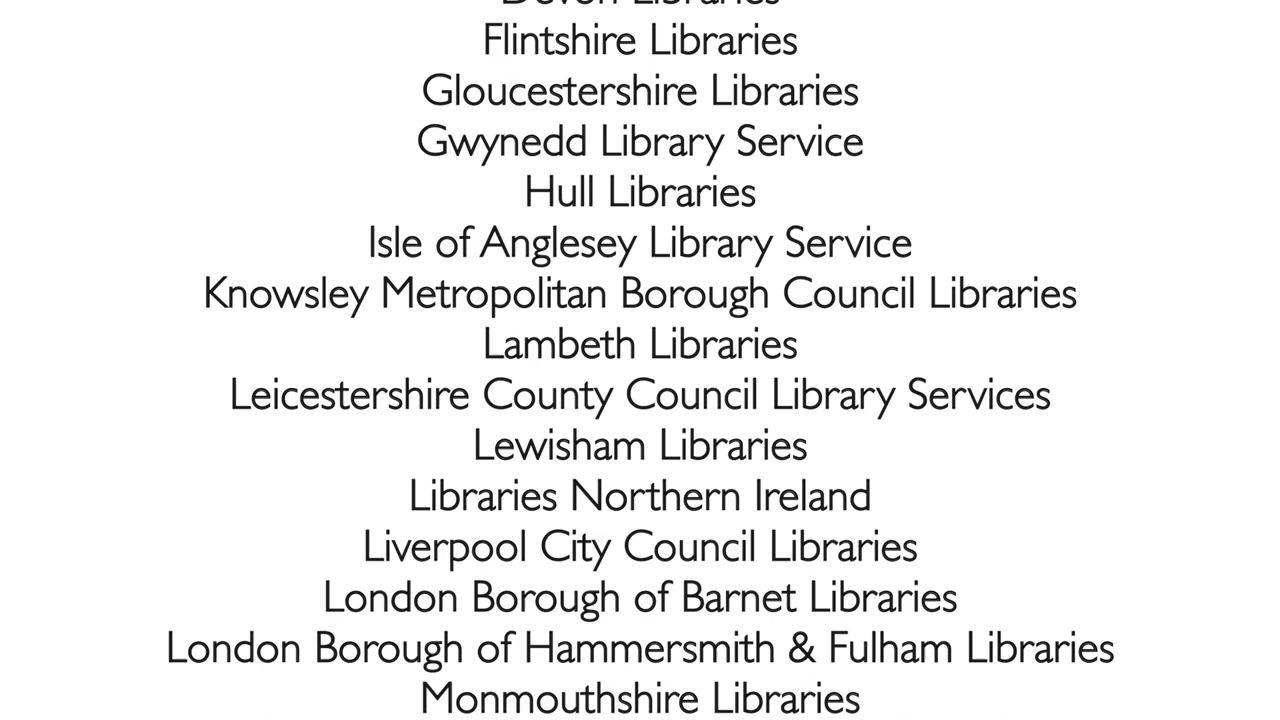 Devon Libraries
Flintshire Libraries
Gloucestershire Libraries
Gwynedd Library Service
Hull Libraries
Isle of Anglesey Library Service
Knowsley Metropolitan Borough Council Libraries
Lambeth Libraries
Leicestershire County Council Library Services
Lewisham Libraries
Libraries Northern Ireland
Liverpool City Council Libraries
London Borough of Barnet Libraries
London Borough of Hammersmith & Fulham Libraries
Monmouthshire Libraries